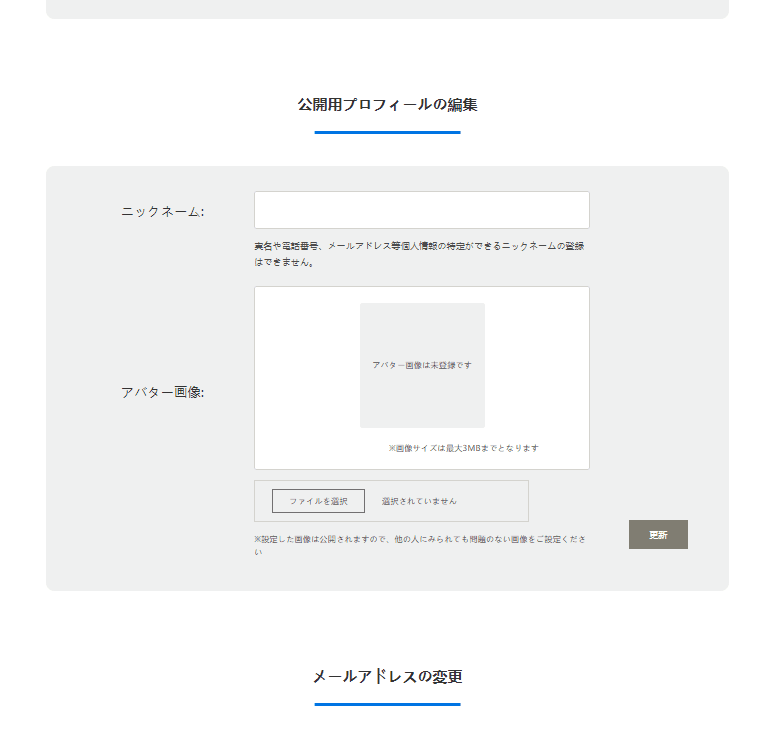 公開用プロフィールの編集
ニックネーム:
実名や電話番号、メールアドレス等個人情報の特定ができるニックネームの登録
はできません。
アバター画像は未登録です
アバター画像:
※画像サイズは最大3MBまでとなります
ファイルを選択 選択されていません
※設定した画像は公開されますので、他の人にみられても問題のない画像をご設定くださ
い
更新
メールアドレスの変更